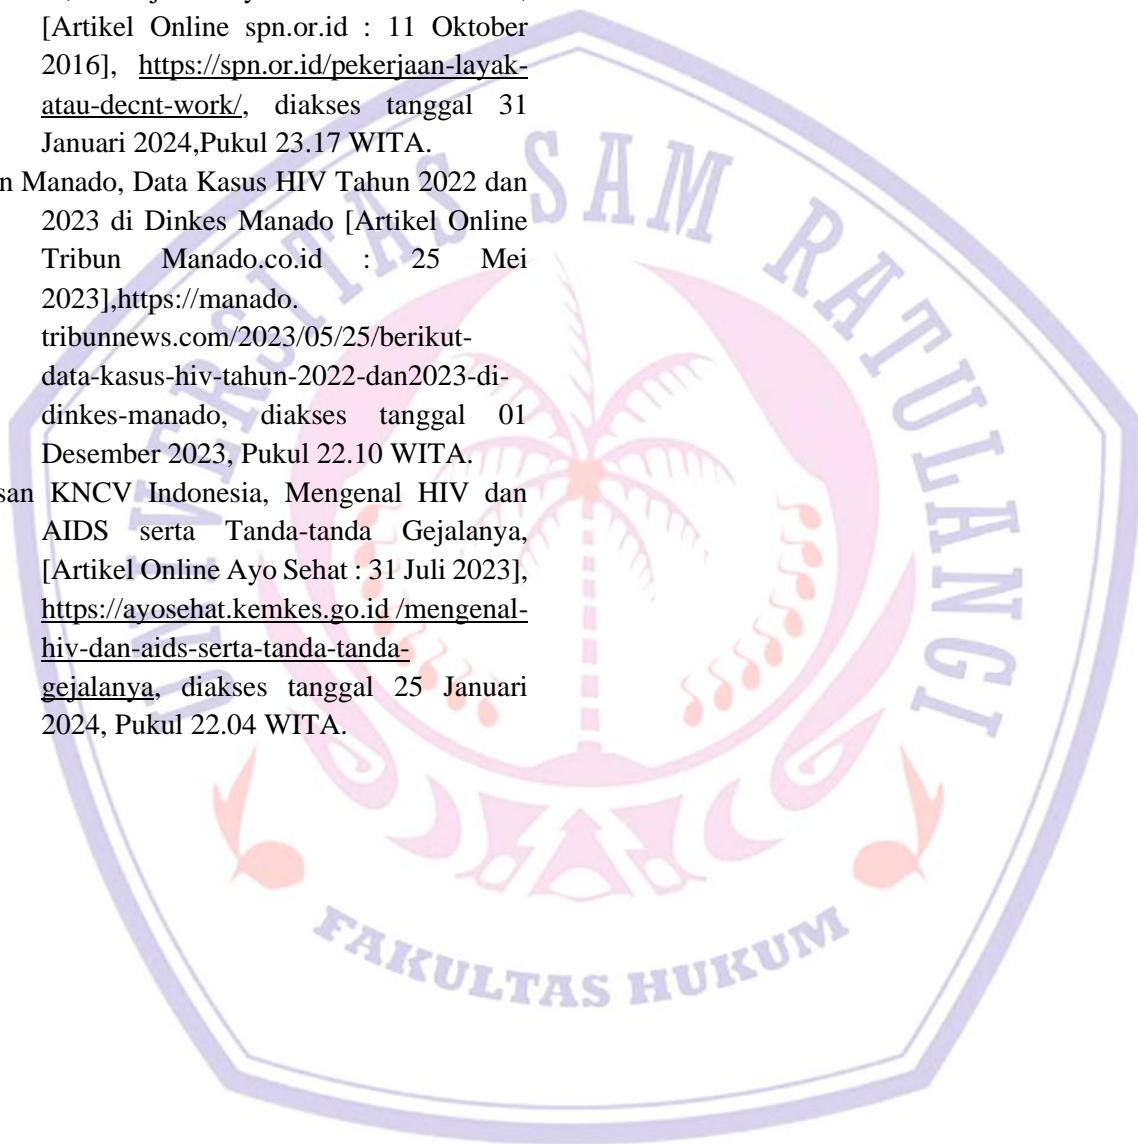 [Artikel Online spn.or.id : 11 Oktober
2016], https://spn.or.id/pekerjaan-layak-
atau-decnt-work/, diakses tanggal 31
Januari 2024,Pukul 23.17 WITA.
n Manado, Data Kasus HIV Tahun 2022 dan
2023 di Dinkes Manado [Artikel Online
Tribun Manado.co.id : 25 Mei
2023],https://manado.
tribunnews.com/2023/05/25/berikut-
data-kasus-hiv-tahun-2022-dan2023-di-
dinkes-manado, diakses tanggal 01
Desember 2023, Pukul 22.10 WITA.
san KNCV Indonesia, Mengenal HIV dan
AIDS serta Tanda-tanda Gejalanya,
[Artikel Online Ayo Sehat : 31 Juli 2023],
https://ayosehat.kemkes.go.id /mengenal-
hiv-dan-aids-serta-tanda-tanda-
gejalanya, diakses tanggal 25 Januari
2024, Pukul 22.04 WITA.
UNIVERSITAS SAM RATULANGI
FAKULTAS HUKUM